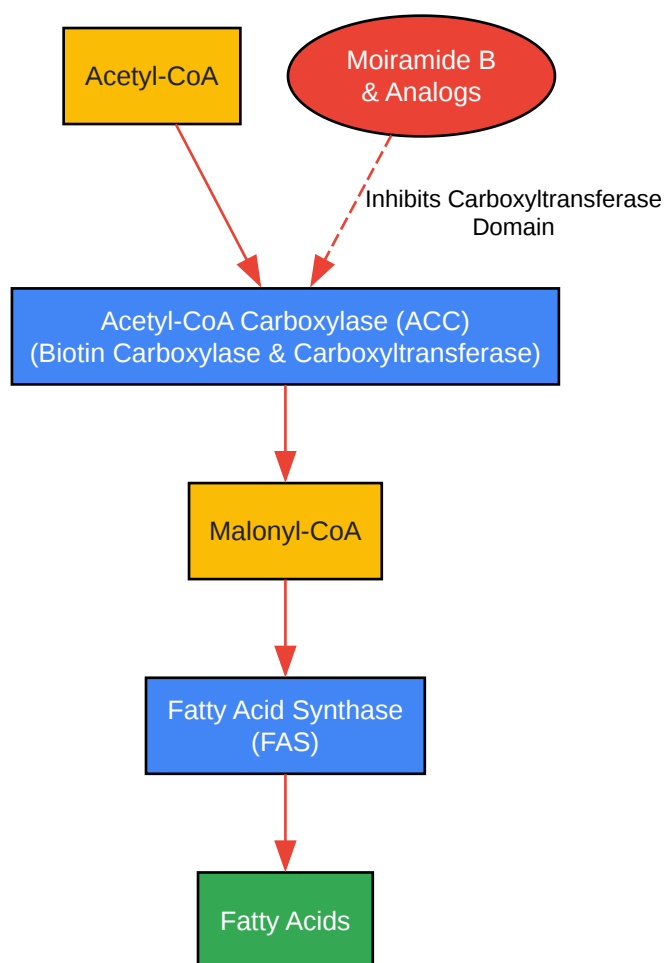 Acetyl-CoA
Moiramide B
& Analogs
Inhibits Carboxyltransferase
Domain
Acetyl-CoA Carboxylase (ACC)
(Biotin Carboxylase & Carboxyltransferase)
Malonyl-CoA
Fatty Acid Synthase
(FAS)
Fatty Acids